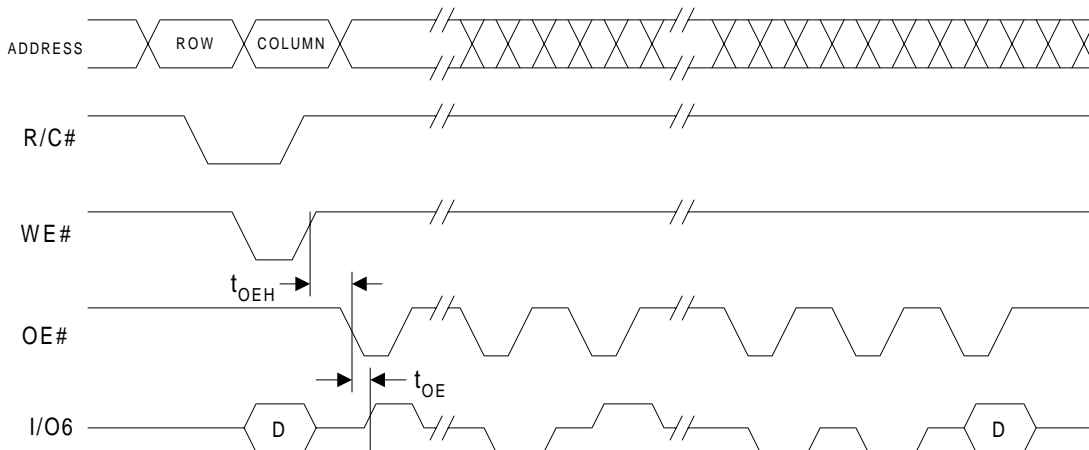 ADDRESS ROW COLUMN
R/C#
WE#
tOEH
OE#
tOE
I/O6 D D